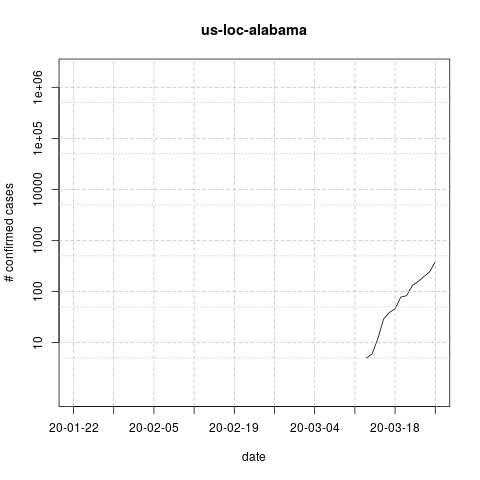 us-loc-alabama
# confirmed cases
1e+06
1e+05
10000
1000
100
10
20-01-22
20-02-05
20-02-19
20-03-04
20-03-18
date